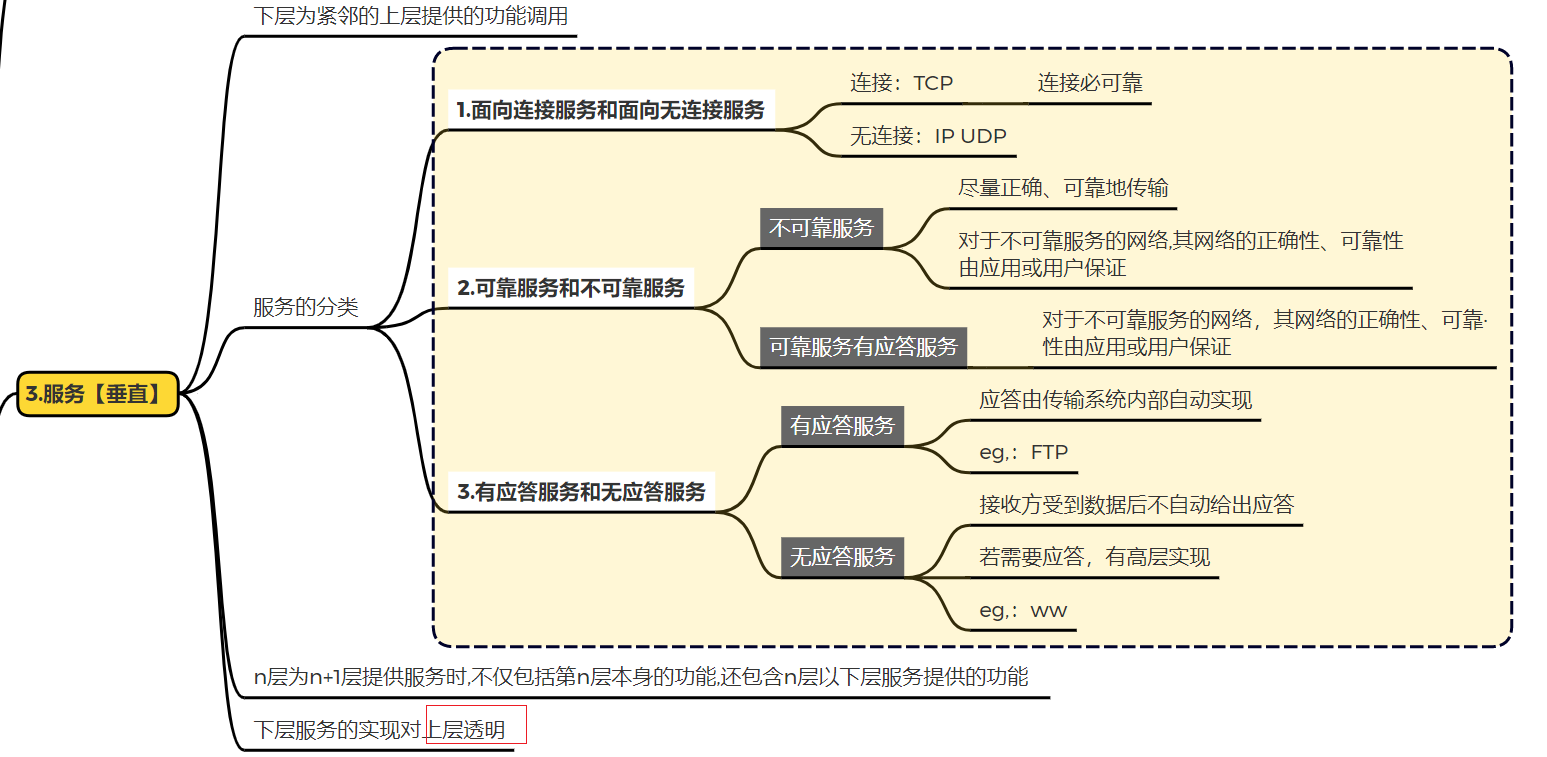 下层为紧邻的上层提供的功能调用
连接：TCP
连接必可靠
1.面向连接服务和面向无连接服务
无连接：IP UDP
尽量正确、可靠地传输
不可靠服务
对于不可靠服务的网络,其网络的正确性、可靠性
由应用或用户保证
2.可靠服务和不可靠服务
服务的分类
对于不可靠服务的网络，其网络的正确性、可靠·
性由应用或用户保证
可靠服务有应答服务
3.服务【垂直】
应答由传输系统内部自动实现
有应答服务
eg,：FTP
3.有应答服务和无应答服务
接收方受到数据后不自动给出应答
无应答服务
若需要应答，有高层实现
eg,：ww
n层为n+1层提供服务时,不仅包括第n层本身的功能,还包含n层以下层服务提供的功能
下层服务的实现对上层透明